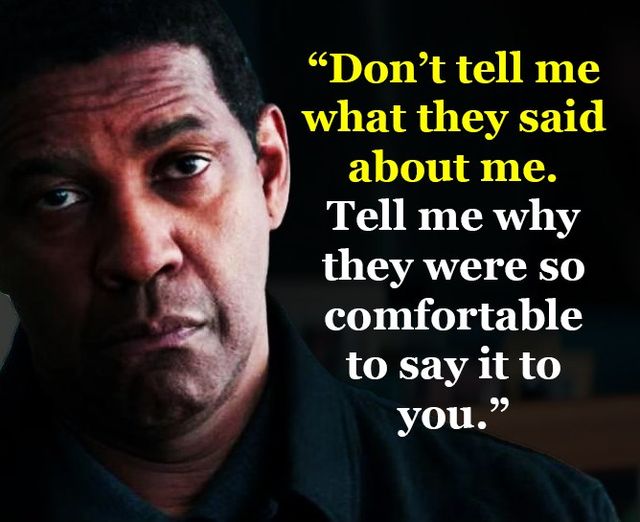 “Don’t tell me
what they said
about me.
Tell me why
they were so
comfortable
to say it to
you.”